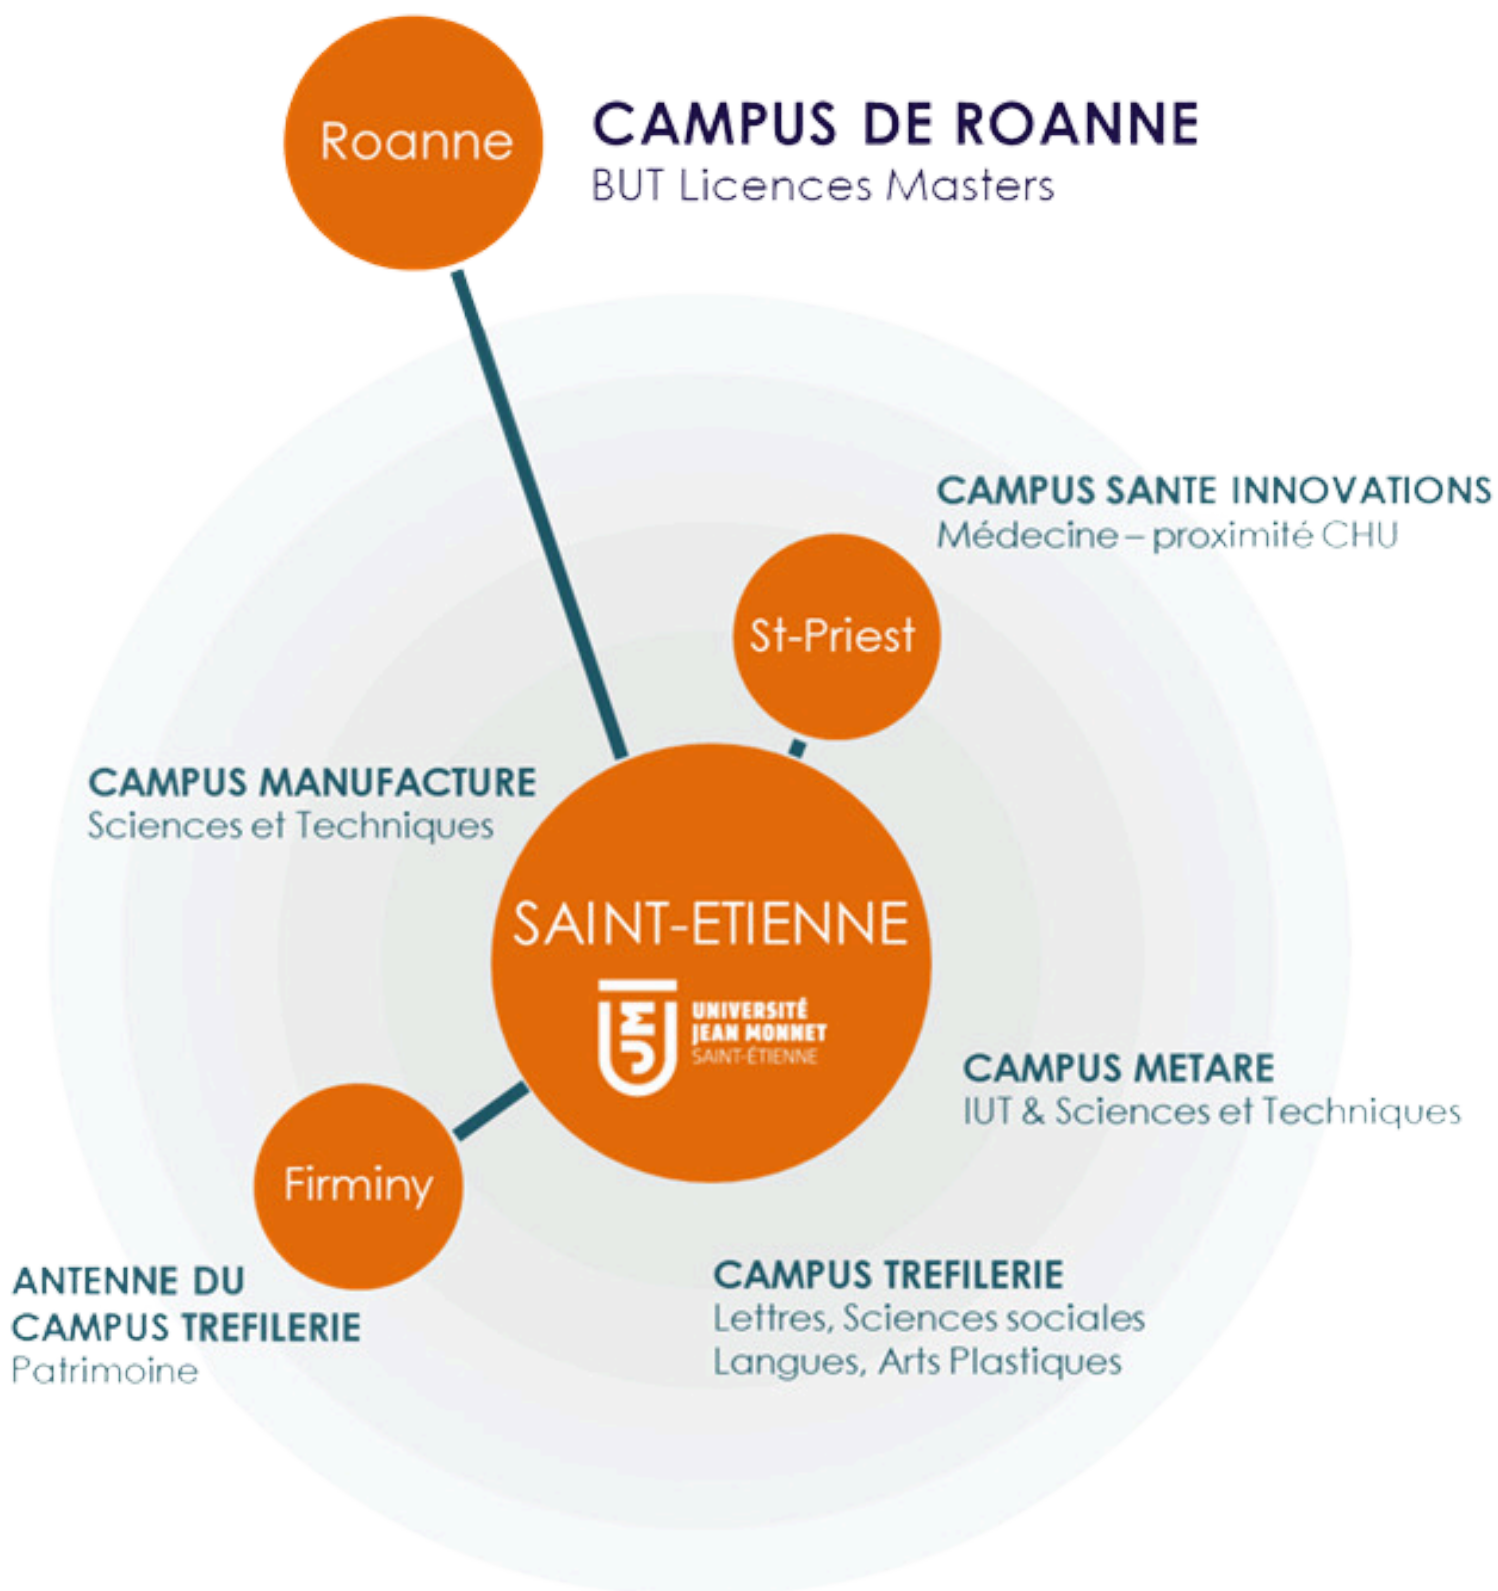 Roanne
CAMPUS DE ROANNE
BUT Licences Masters
CAMPUS SANTE INNOVATIONS
Médecine – proximité CHU
St-Priest
CAMPUS MANUFACTURE
Sciences et Techniques
SAINT-ETIENNE
UJM
UNIVERSITÉ
JEAN MONNET
SAINT-ÉTIENNE
CAMPUS METARE
IUT & Sciences et Techniques
Firminy
ANTENNE DU
CAMPUS TREFILERIE
Patrimoine
CAMPUS TREFILERIE
Lettres, Sciences sociales
Langues, Arts Plastiques